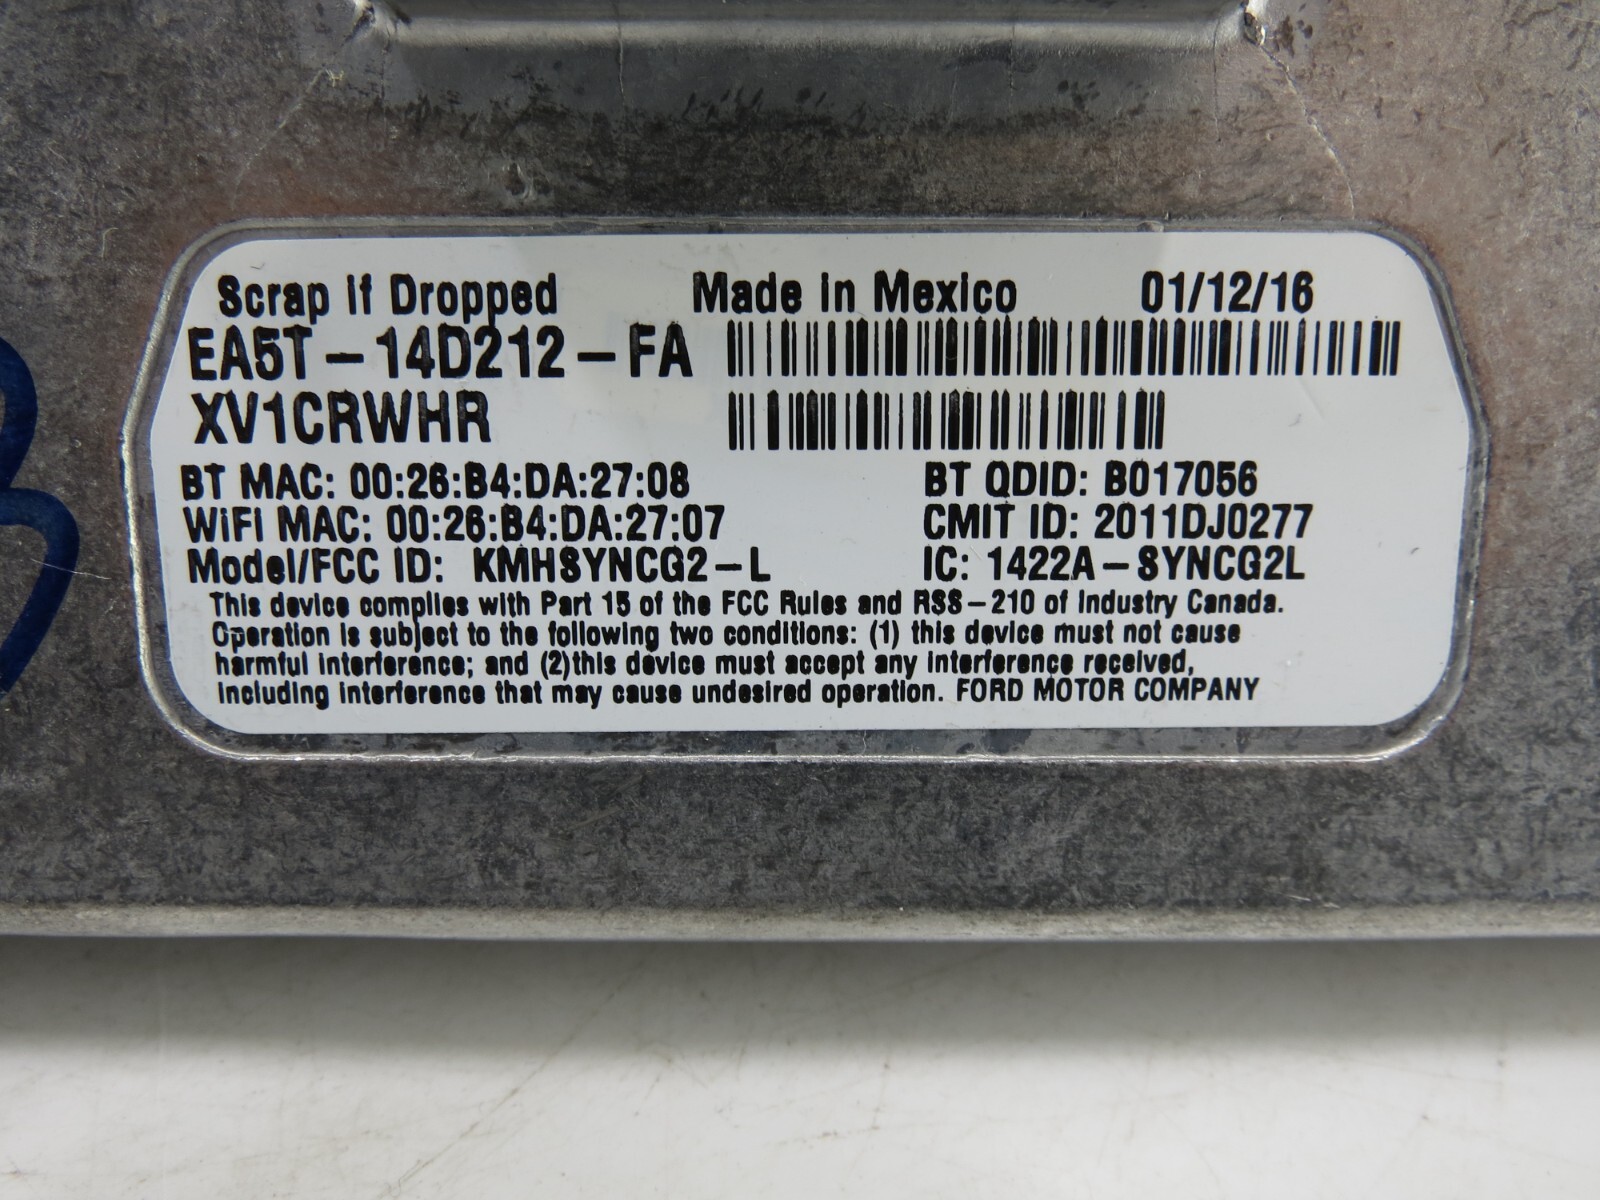 Scrap if Dropped Made in Mexico 01/12/16
EA5T-14D212-FA
XV1CRWHR
BT MAC: 00:26:B4:DA:27:08 BT QDID: B017056
WiFi MAC: 00:26:B4:DA:27:07 CMIT ID: 2011DJ0277
Model/FCC ID: KMHSYNCG2-L IC: 1422A-SYNCG2L
This device complies with Part 15 of the FCC Rules and RSS-210 of Industry Canada.
Operation is subject to the following two conditions: (1) this device must not cause
harmful interference; and (2)this device must accept any interference received,
including interference that may cause undesired operation. FORD MOTOR COMPANY